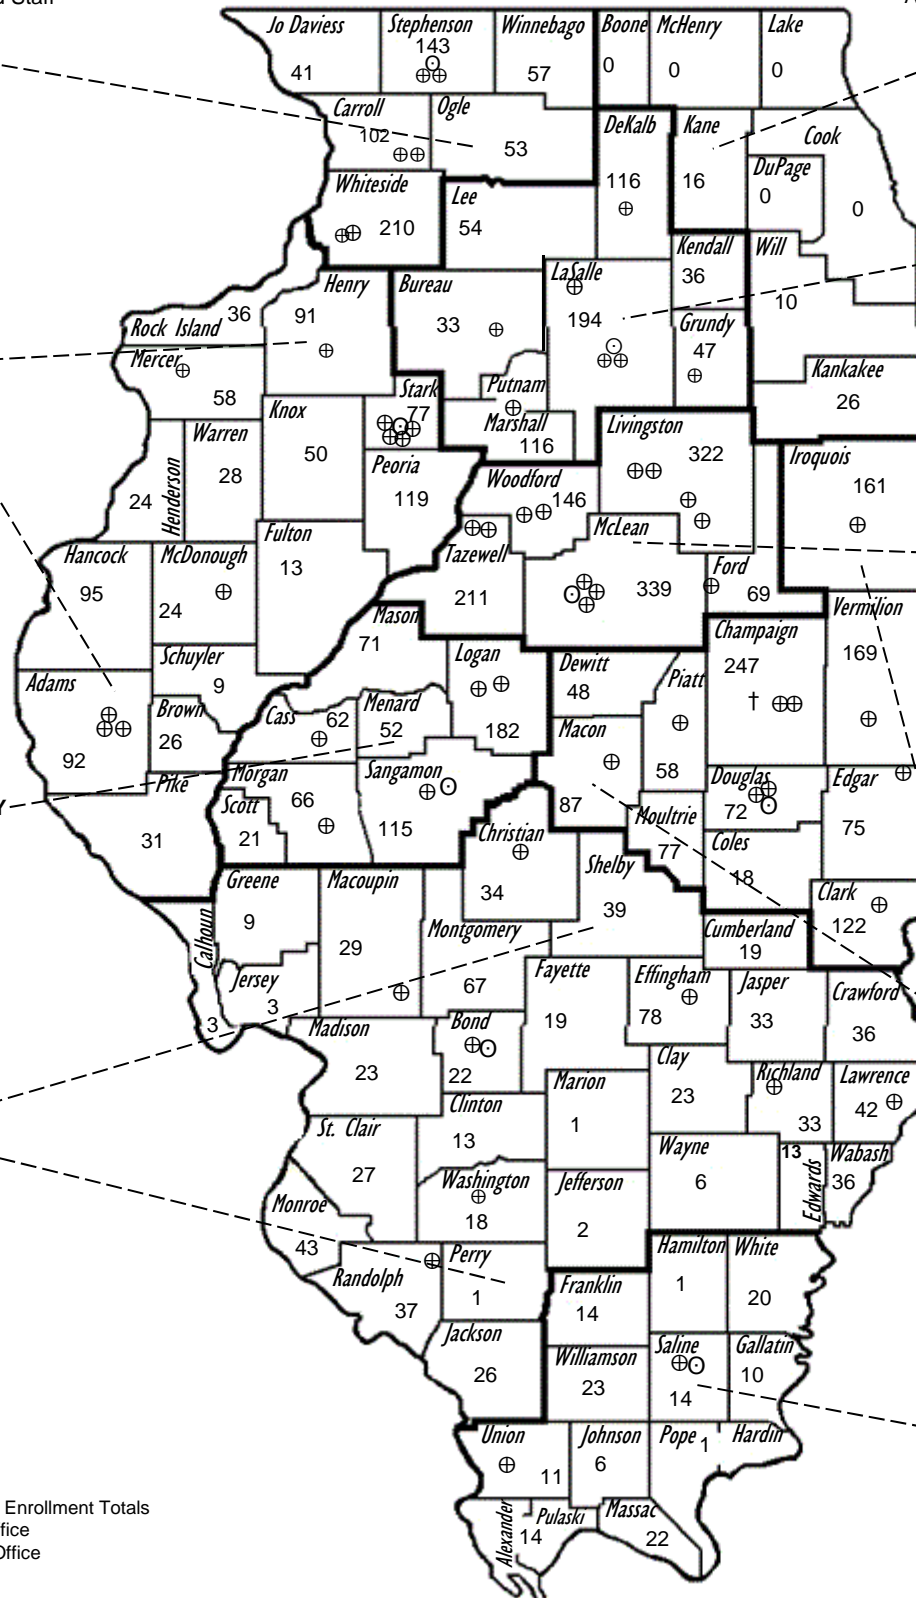 d Staff
Jo Daviess
41
Stephenson
143
Winnebago
57
Boone
0
McHenry
0
Lake
0
Carroll
102
Ogle
53
DeKalb
116
Kane
16
Cook
0
DuPage
0
Whiteside
210
Lee
54
Kendall
36
Will
10
Rock Island
36
Henry
91
Bureau
33
LaSalle
194
Grundy
47
Mercer
58
Kankakee
26
Putnam
Stark
77
Marshall
116
Knox
50
Warren
28
Henderson
24
Peoria
119
Livingston
322
Iroquois
161
Woodford
146
McLean
339
Tazewell
211
Ford
69
Fulton
13
Hancock
95
McDonough
24
Vermilion
169
Mason
71
Champaign
247
Schuyler
9
Logan
182
Dewitt
48
Piatt
58
Adams
92
Brown
26
Cass
62
Menard
52
Macon
87
Pike
31
Morgan
66
Scott
21
Sangamon
115
Douglas
72
Edgar
75
Moultrie
77
Coles
18
Christian
34
Shelby
39
Clark
122
Greene
9
Macoupin
29
Montgomery
67
Cumberland
19
Calhoun
3
Jersey
3
Fayette
19
Effingham
78
Jasper
33
Crawford
36
Madison
23
Bond
22
Clay
23
Richland
33
Lawrence
42
Marion
1
Clinton
13
St. Clair
27
Wayne
6
13
Edwards
Wabash
36
Washington
18
Jefferson
2
Monroe
43
Randolph
37
Perry
1
Hamilton
1
White
20
Franklin
14
Jackson
26
Williamson
23
Saline
14
Gallatin
10
Union
11
Johnson
6
Pope
1
Hardin
Alexander
14
Pulaski
Massac
22
Enrollment Totals
fice
Office